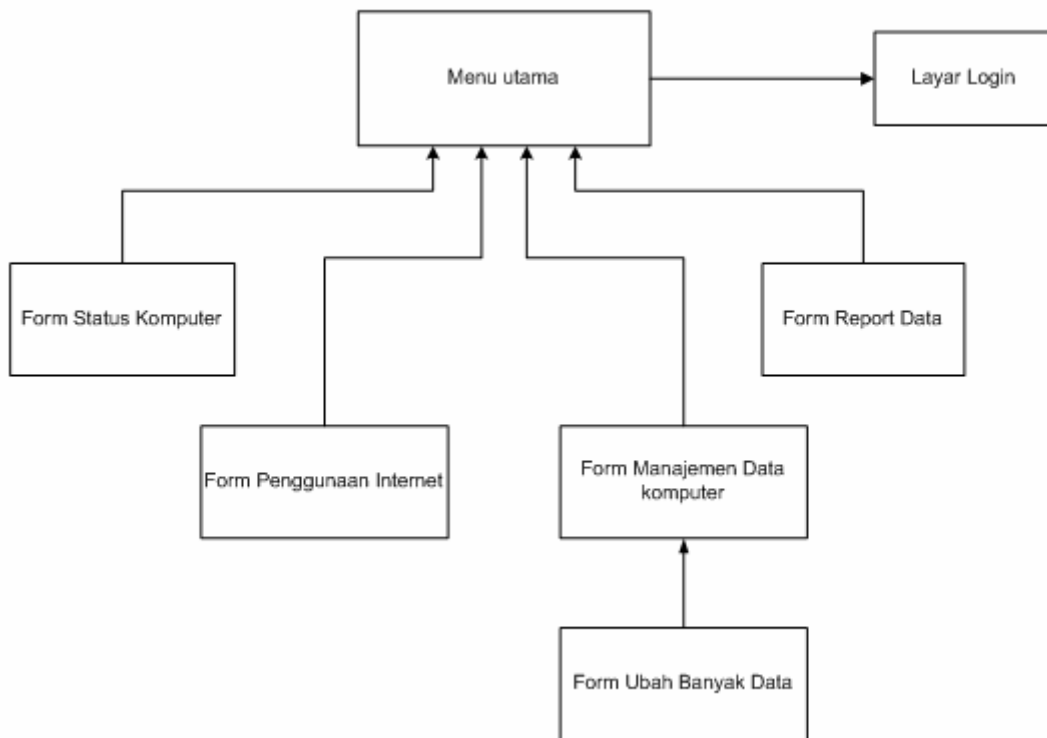 Menu utama
Layar Login
Form Status Komputer
Form Report Data
Form Penggunaan Internet
Form Manajemen Data
komputer
Form Ubah Banyak Data